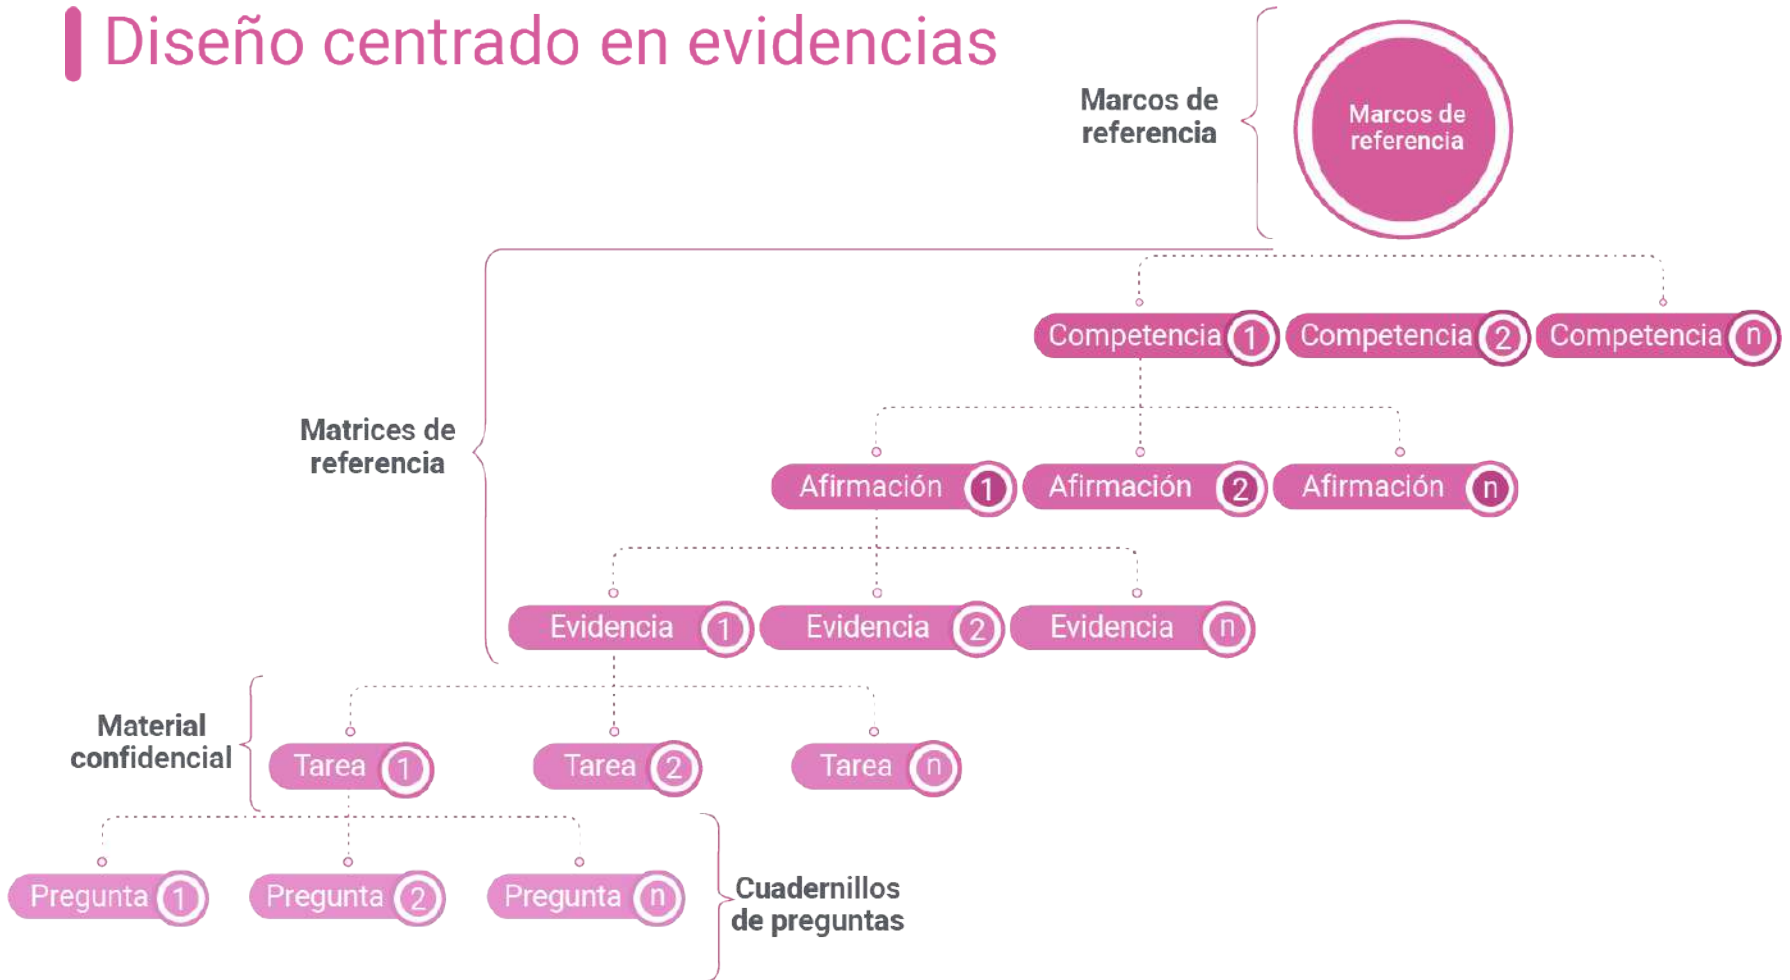 Diseño centrado en evidencias
Marcos de
referencia
Marcos de
referencia
Competencia 1 Competencia 2 Competencia n
Matrices de
referencia
Afirmación 1 Afirmación 2 Afirmación n
Evidencia 1 Evidencia 2 Evidencia n
Material
confidencial
Tarea 1 Tarea 2 Tarea n
Pregunta 1 Pregunta 2 Pregunta n
Cuadernillos
de preguntas